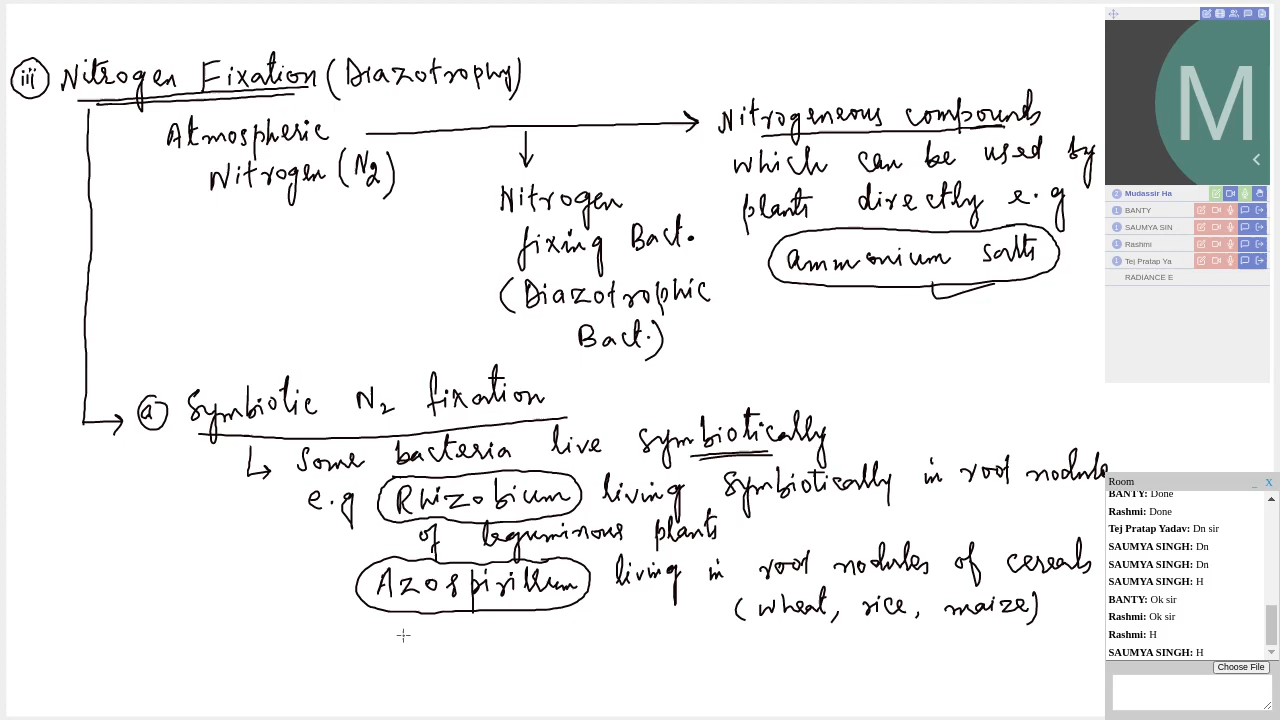 iii Nitrogen Fixation (Diazotrophy)
Atmospheric
Nitrogen (N2)
Nitrogeneous compounds
which can be used by
plants directly e.g
ammonium salts
Nitrogen
fixing Bact.
(Diazotrophic
Bact.)
a Symbiotic N2 fixation
Some bacteria live symbiotically
e.g Rhizobium living symbiotically in root nodules
of leguminous plants
Azospirillum living in root nodules of cereals
(wheat, rice, maize)
M
Mudassir Ha
BANTY
SAUMYA SIN
Rashmi
Tej Pratap Ya
RADIANCE E
Room _ X
BANTY: Done
Rashmi: Done
Tej Pratap Yadav: Dn sir
SAUMYA SINGH: Dn
SAUMYA SINGH: Dn
SAUMYA SINGH: H
BANTY: Ok sir
Rashmi: Ok sir
Rashmi: H
SAUMYA SINGH: H
Choose File